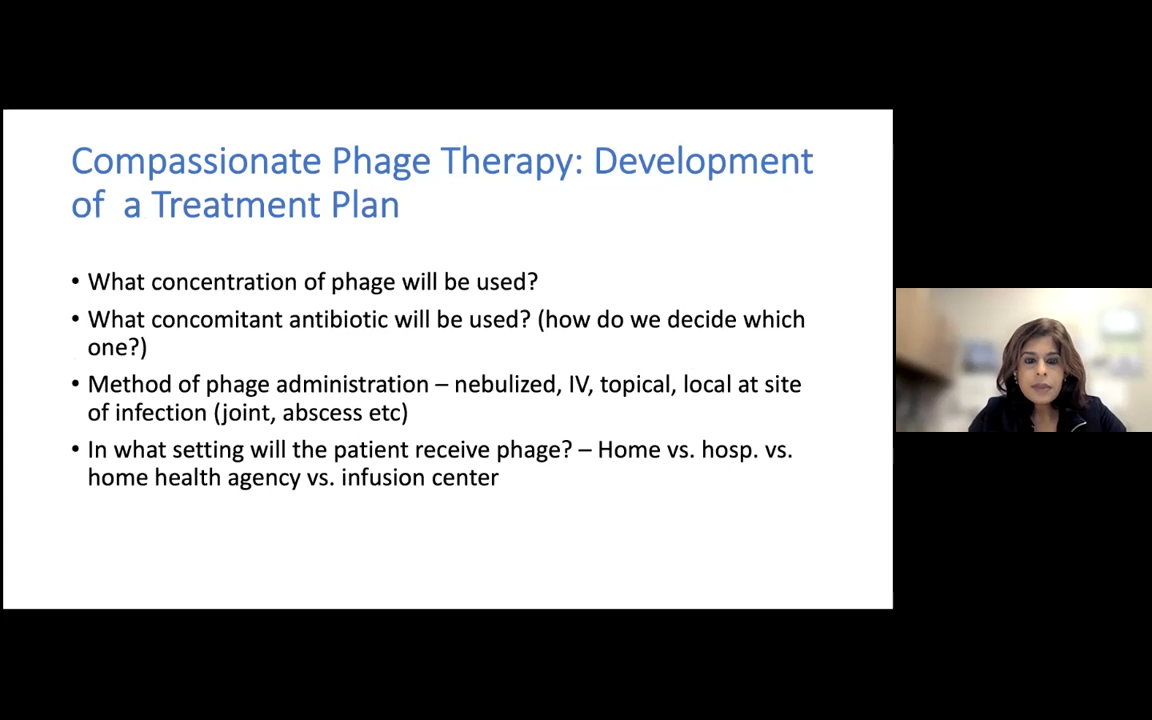 Compassionate Phage Therapy: Development
of  a Treatment Plan
• What concentration of phage will be used?
• What concomitant antibiotic will be used? (how do we decide which
one?)
• Method of phage administration – nebulized, IV, topical, local at site
of infection (joint, abscess etc)
• In what setting will the patient receive phage? – Home vs. hosp. vs.
home health agency vs. infusion center